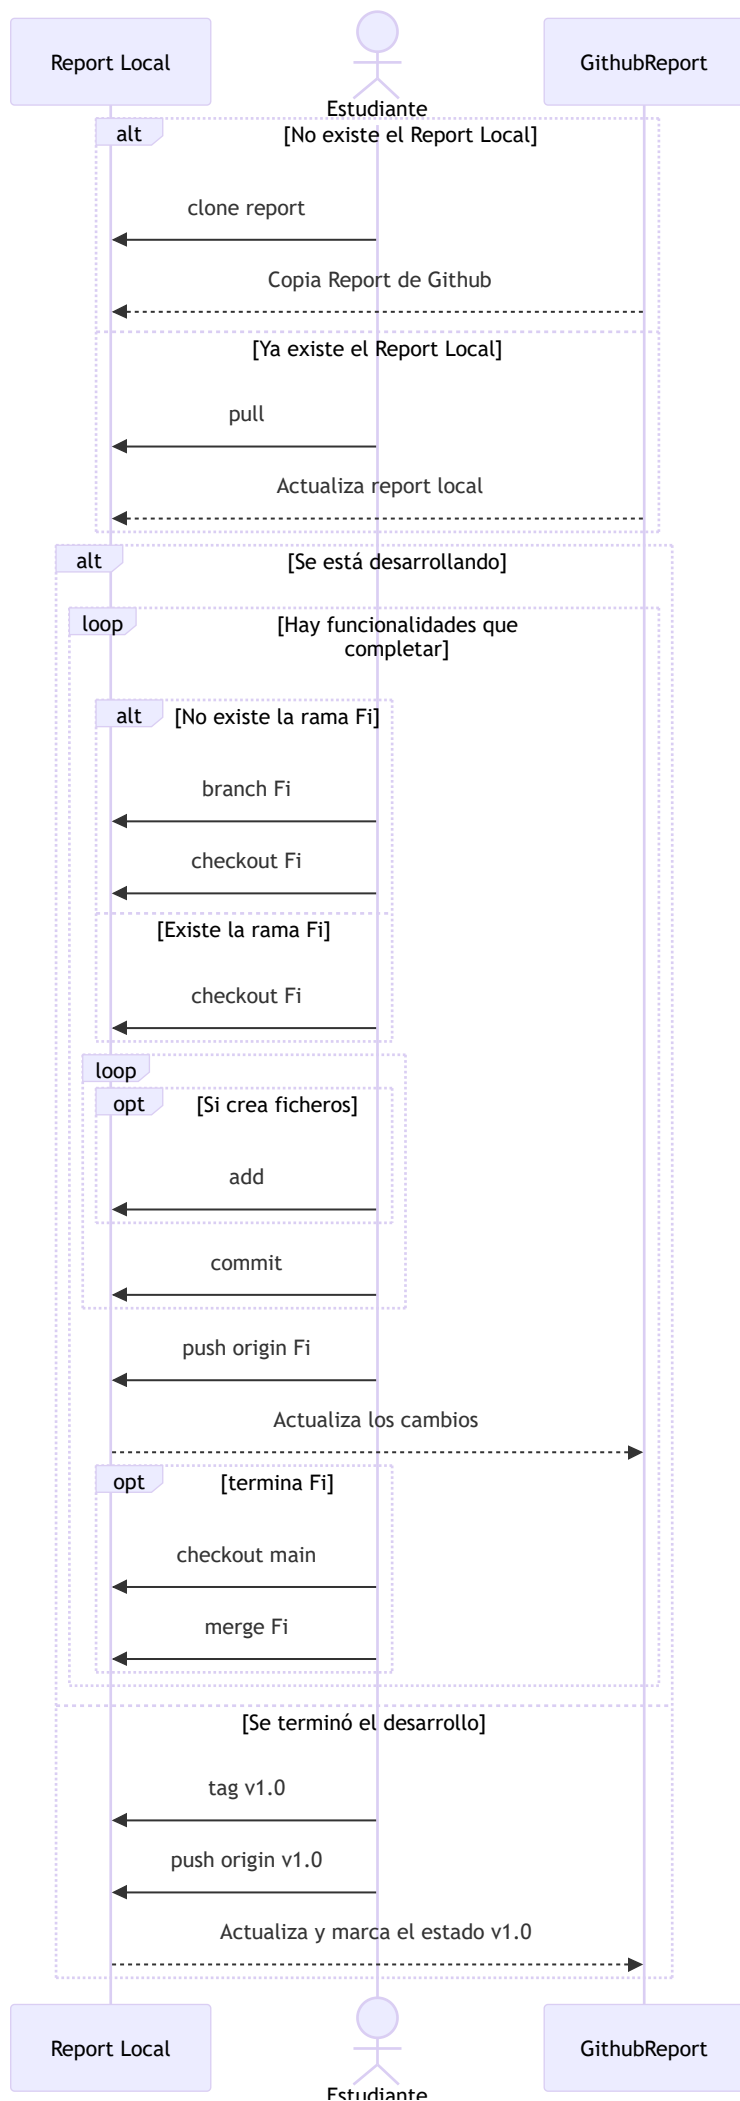 Report Local
Estudiante
GithubReport
alt
[No existe el Report Local]
clone report
Copia Report de Github
[Ya existe el Report Local]
pull
Actualiza report local
alt
[Se está desarrollando]
loop
[Hay funcionalidades que
completar]
alt
[No existe la rama Fi]
branch Fi
checkout Fi
[Existe la rama Fi]
checkout Fi
loop
opt
[Si crea ficheros]
add
commit
push origin Fi
Actualiza los cambios
opt
[termina Fi]
checkout main
merge Fi
[Se terminó el desarrollo]
tag v1.0
push origin v1.0
Actualiza y marca el estado v1.0
Report Local
Estudiante
GithubReport